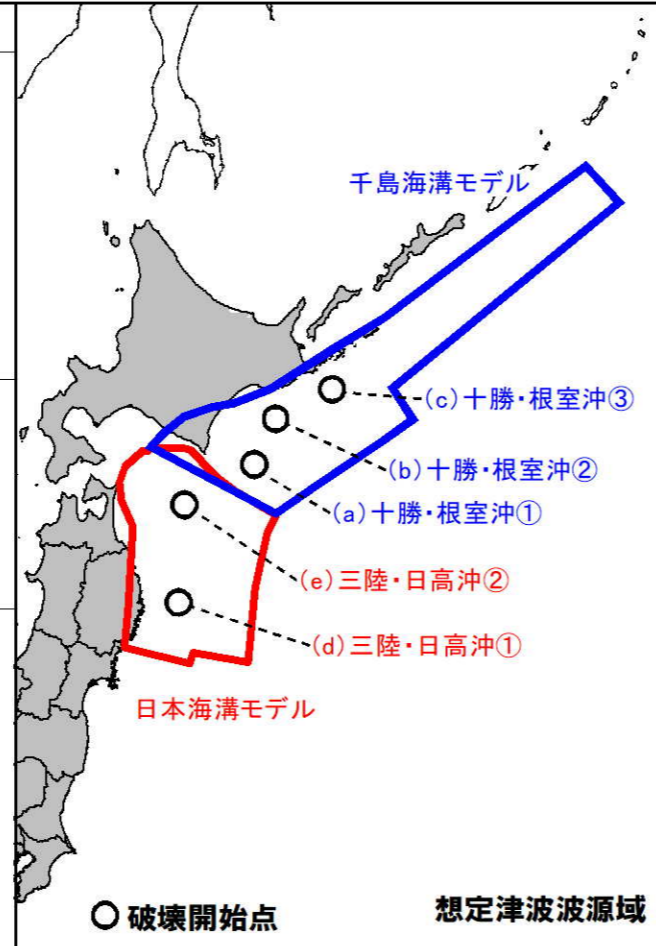 千島海溝モデル
(c)十勝・根室沖③
(b)十勝・根室沖②
(a)十勝・根室沖①
(e)三陸・日高沖②
(d)三陸・日高沖①
日本海溝モデル
破壊開始点
想定津波波源域